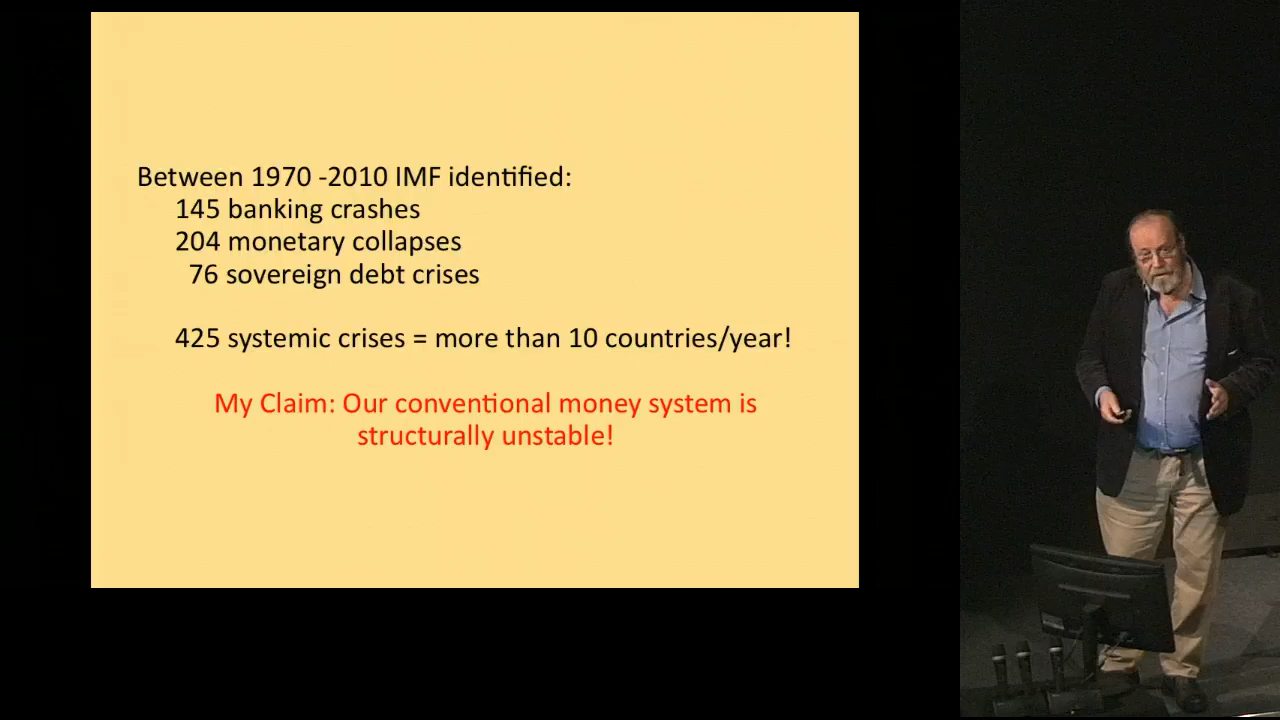 Between 1970 -2010 IMF identified:
145 banking crashes
204 monetary collapses
76 sovereign debt crises
425 systemic crises = more than 10 countries/year!
My Claim: Our conventional money system is
structurally unstable!